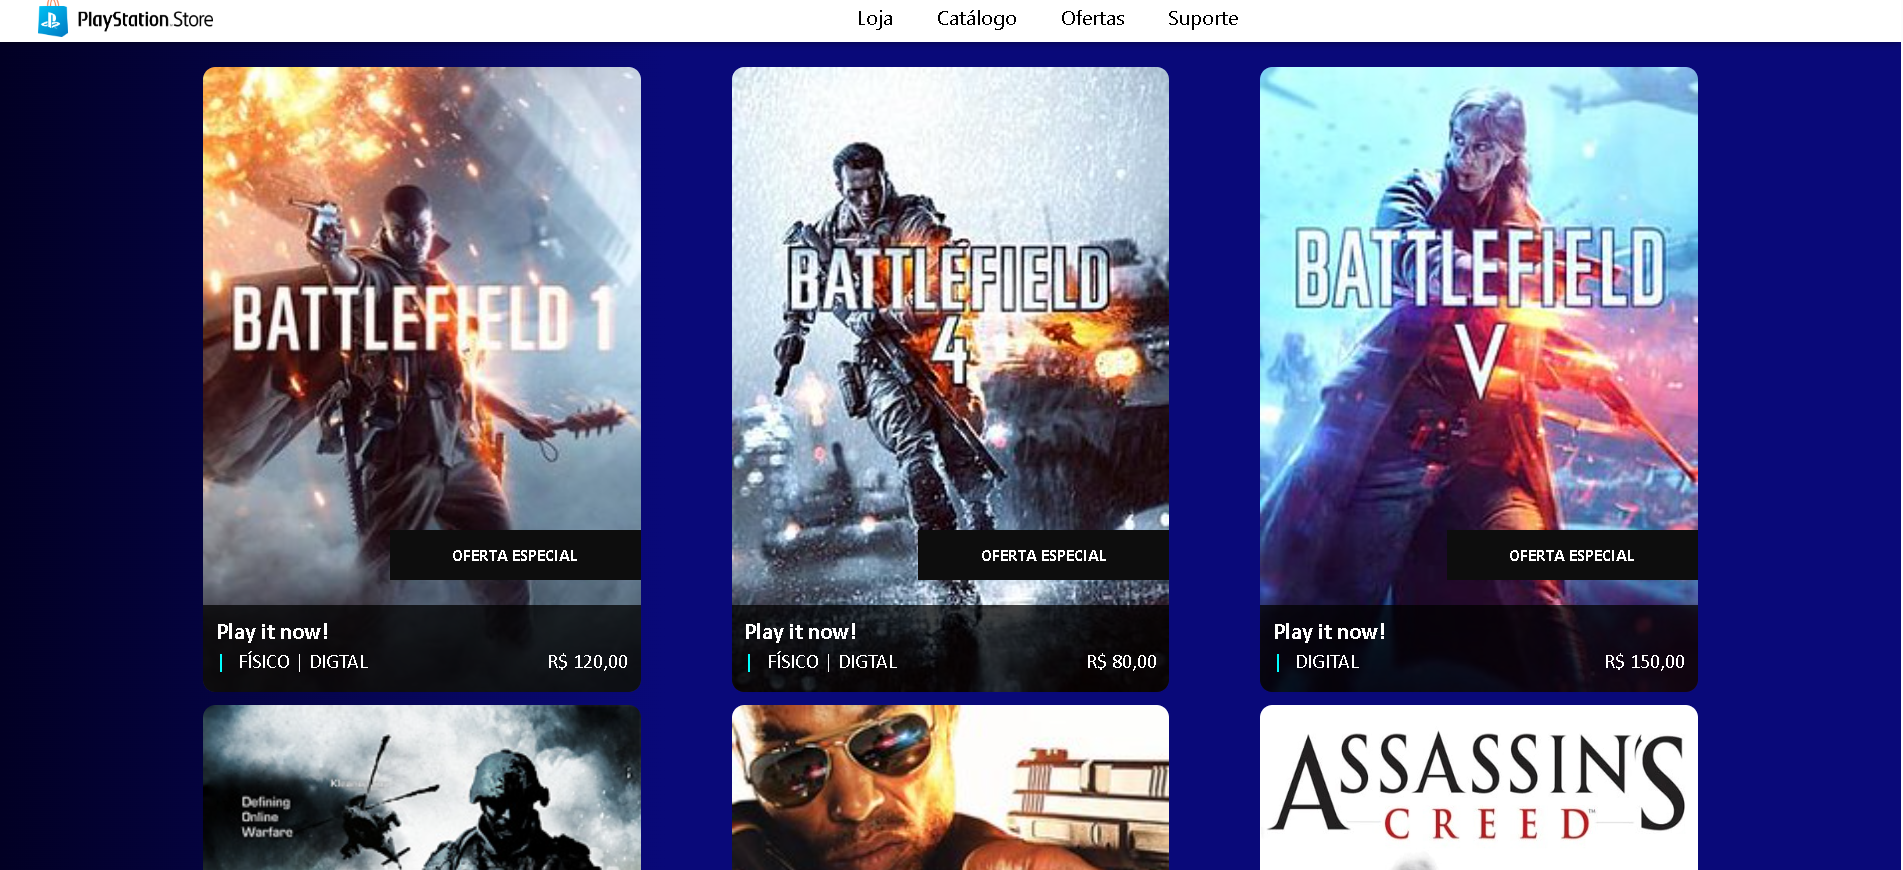 PlayStation.Store
Loja Catálogo Ofertas Suporte
BATTLEFIELD 1
OFERTA ESPECIAL
Play it now!
FÍSICO | DIGTAL R$ 120,00
BATTLEFIELD
4
OFERTA ESPECIAL
Play it now!
FÍSICO | DIGTAL R$ 80,00
BATTLEFIELD
V
OFERTA ESPECIAL
Play it now!
DIGITAL R$ 150,00
Defining
Online
Warfare
ASSASSIN'S
CREED™